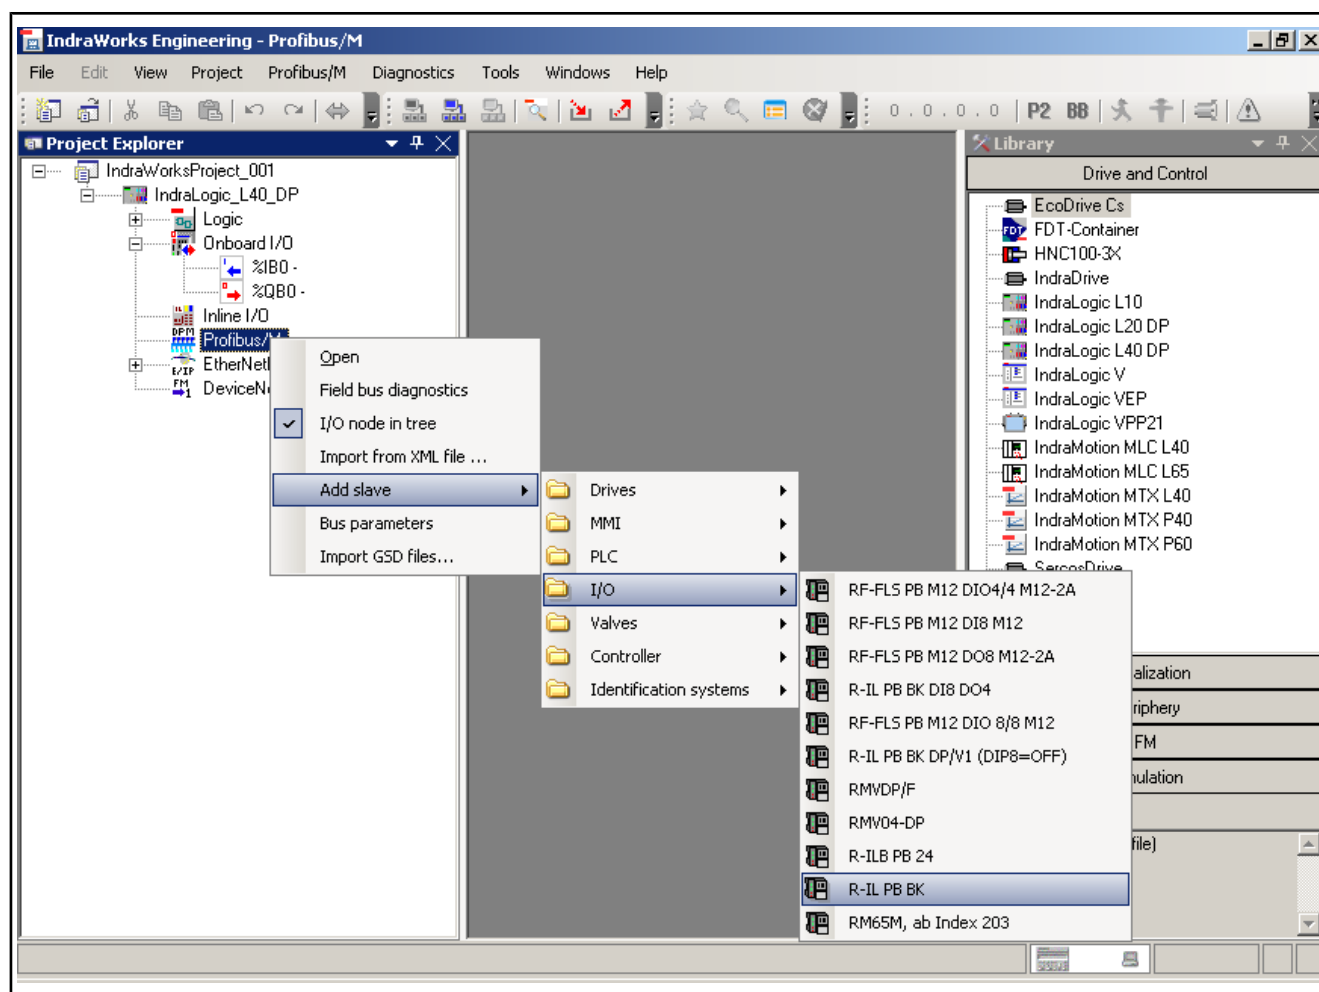 IndraWorks Engineering - Profibus/M
File Edit View Project Profibus/M Diagnostics Tools Windows Help
0 . 0 . 0 . 0 P2 BB
Project Explorer
IndraWorksProject_001
IndraLogic_L40_DP
Logic
Onboard I/O
%IB0 -
%QB0 -
Inline I/O
Profibus/M
EtherNet
DeviceN
Open
Field bus diagnostics
I/O node in tree
Import from XML file ...
Add slave
Bus parameters
Import GSD files...
Drives
MMI
PLC
I/O
Valves
Controller
Identification systems
RF-FLS PB M12 DIO4/4 M12-2A
RF-FLS PB M12 DI8 M12
RF-FLS PB M12 DO8 M12-2A
R-IL PB BK DI8 DO4
RF-FLS PB M12 DIO 8/8 M12
R-IL PB BK DP/V1 (DIP8=OFF)
RMVDP/F
RMV04-DP
R-ILB PB 24
R-IL PB BK
RM65M, ab Index 203
Library
Drive and Control
EcoDrive Cs
FDT-Container
HNC100-3X
IndraDrive
IndraLogic L10
IndraLogic L20 DP
IndraLogic L40 DP
IndraLogic V
IndraLogic VEP
IndraLogic VPP21
IndraMotion MLC L40
IndraMotion MLC L65
IndraMotion MTX L40
IndraMotion MTX P40
IndraMotion MTX P60
SercosDrive
alization
riphery
FM
nulation
file)